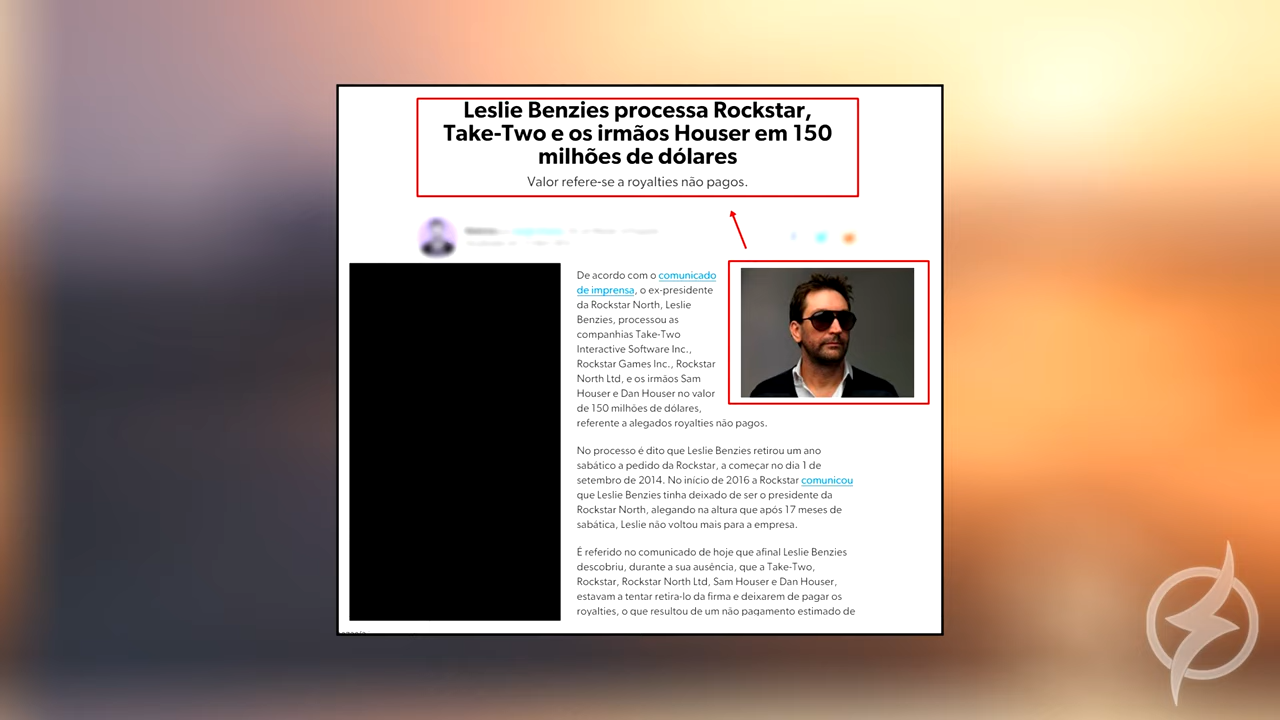 Leslie Benzies processa Rockstar,
Take-Two e os irmãos Houser em 150
milhões de dólares
Valor refere-se a royalties não pagos.
De acordo com o comunicado
de imprensa, o ex-presidente
da Rockstar North, Leslie
Benzies, processou as
companhias Take-Two
Interactive Software Inc.,
Rockstar Games Inc., Rockstar
North Ltd, e os irmãos Sam
Houser e Dan Houser no valor
de 150 milhões de dólares,
referente a alegados royalties não pagos.
No processo é dito que Leslie Benzies retirou um ano
sabático a pedido da Rockstar, a começar no dia 1 de
setembro de 2014. No início de 2016 a Rockstar comunicou
que Leslie Benzies tinha deixado de ser o presidente da
Rockstar North, alegando na altura que após 17 meses de
sabática, Leslie não voltou mais para a empresa.
É referido no comunicado de hoje que afinal Leslie Benzies
descobriu, durante a sua ausência, que a Take-Two,
Rockstar, Rockstar North Ltd, Sam Houser e Dan Houser,
estavam a tentar retira-lo da firma e deixarem de pagar os
royalties, o que resultou de um não pagamento estimado de